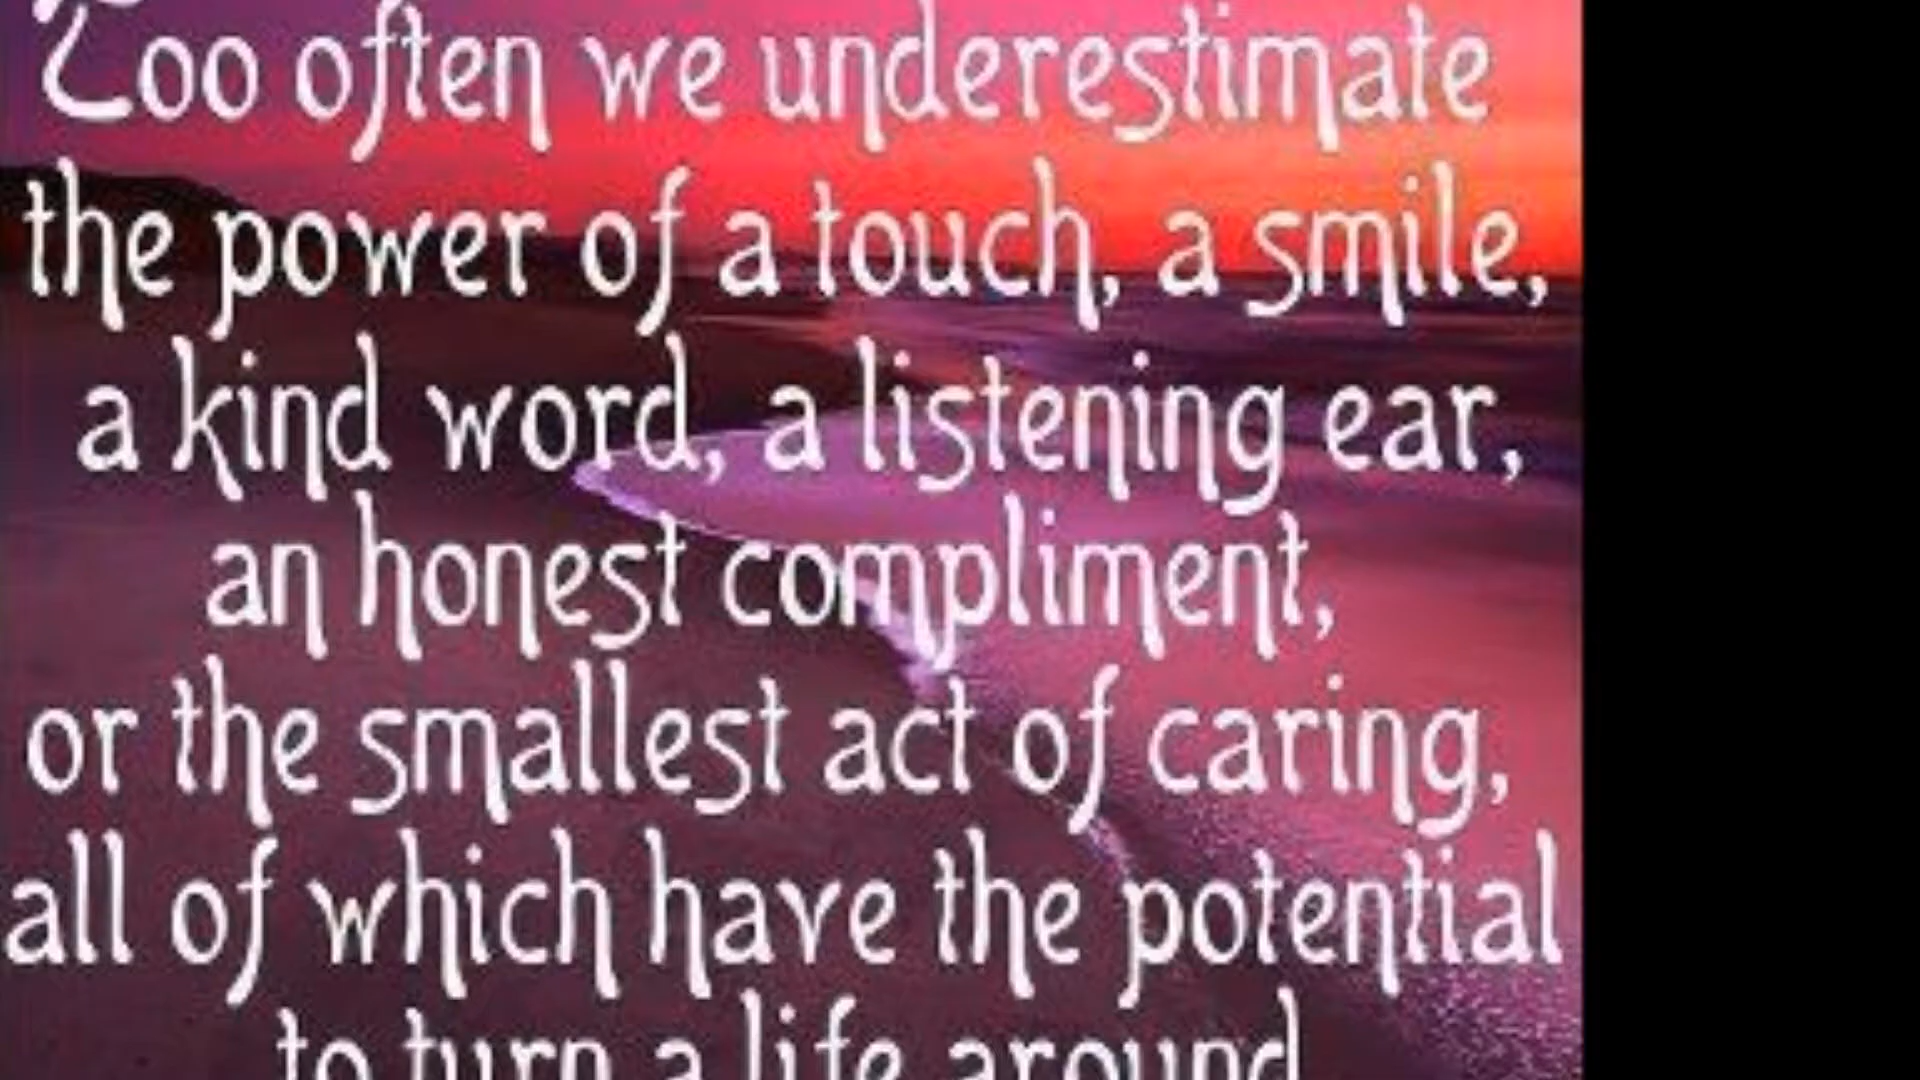 Too often we underestimate
the power of a touch, a smile,
a kind word, a listening ear,
an honest compliment,
or the smallest act of caring,
all of which have the potential
to turn a life around